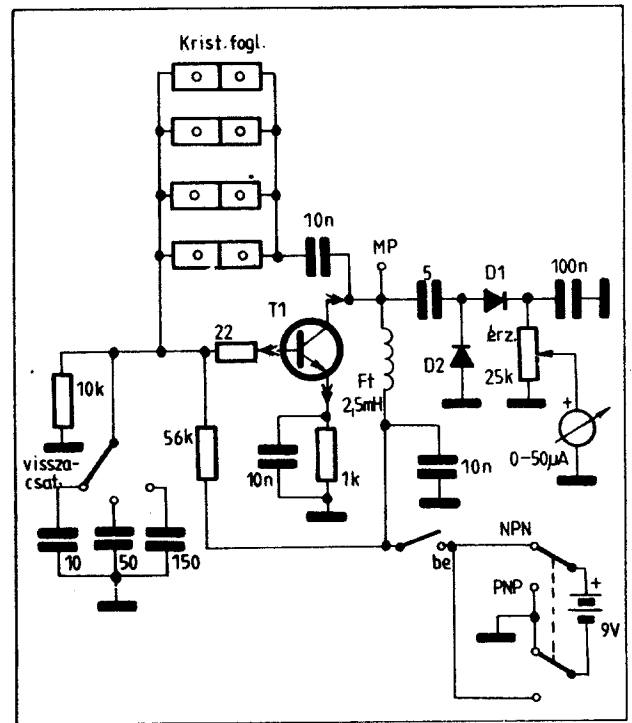 Krist. fogl.
10n
MP
5
D1
100n
T1
22
D2
érz.
25k
Ft
2,5mH
10k
56k
10n
1k
10n
+
0–50µA
vissza-
csat.
10
50
150
be
NPN
PNP
+
9V